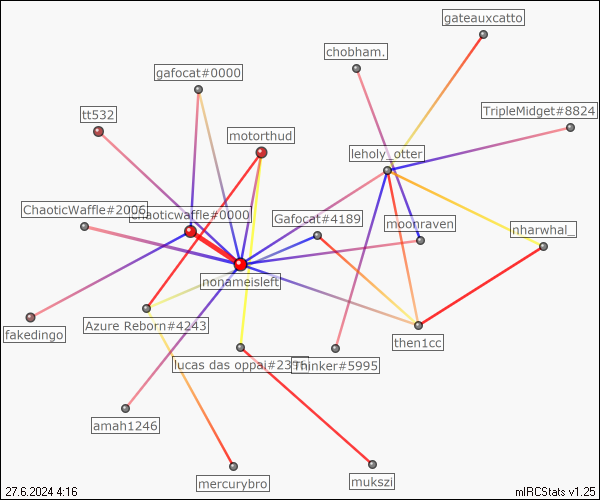 gateauxcatto
chobham.
gafocat#0000
tt532
TripleMidget#8824
motorthud
leholy_otter
ChaoticWaffle#2006
chaoticwaffle#0000
Gafocat#4189
moonraven
nharwhal_
nonameisleft
Azure Reborn#4243
fakedingo
then1cc
lucas das oppai#2376
Thinker#5995
amah1246
mercurybro
mukszi
27.6.2024 4:16
mIRCStats v1.25